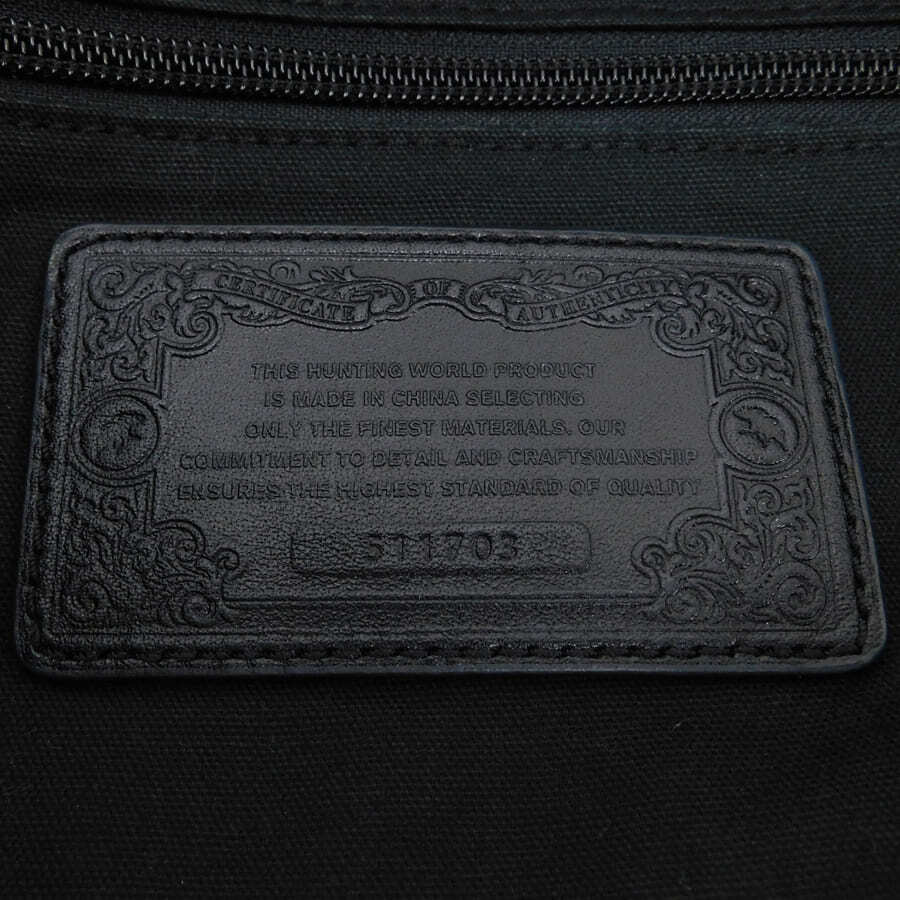 CERTIFICATE OF AUTHENTICITY
THIS HUNTING WORLD PRODUCT
IS MADE IN CHINA SELECTING
ONLY THE FINEST MATERIALS. OUR
COMMITMENT TO DETAIL AND CRAFTSMANSHIP
ENSURES THE HIGHEST STANDARD OF QUALITY
511703